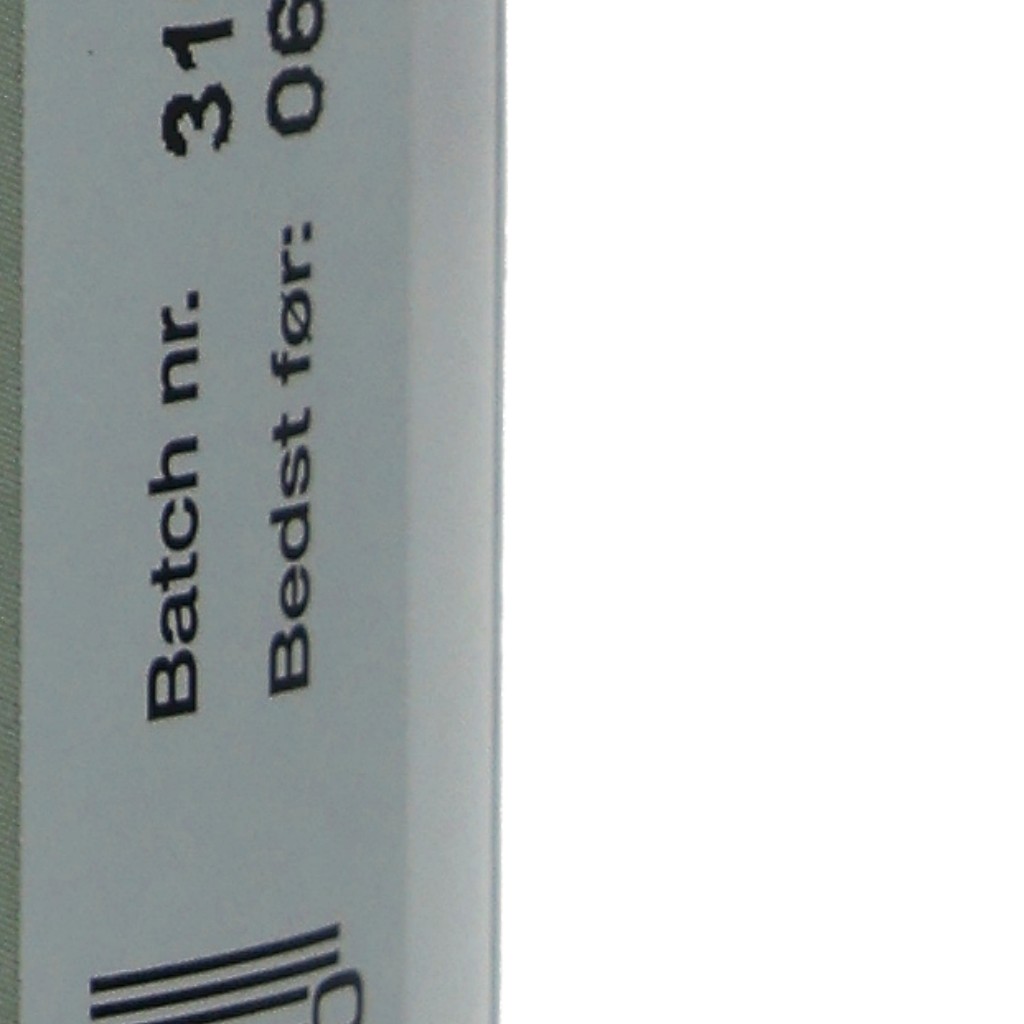 Batch nr. 31
Bedst før: 06